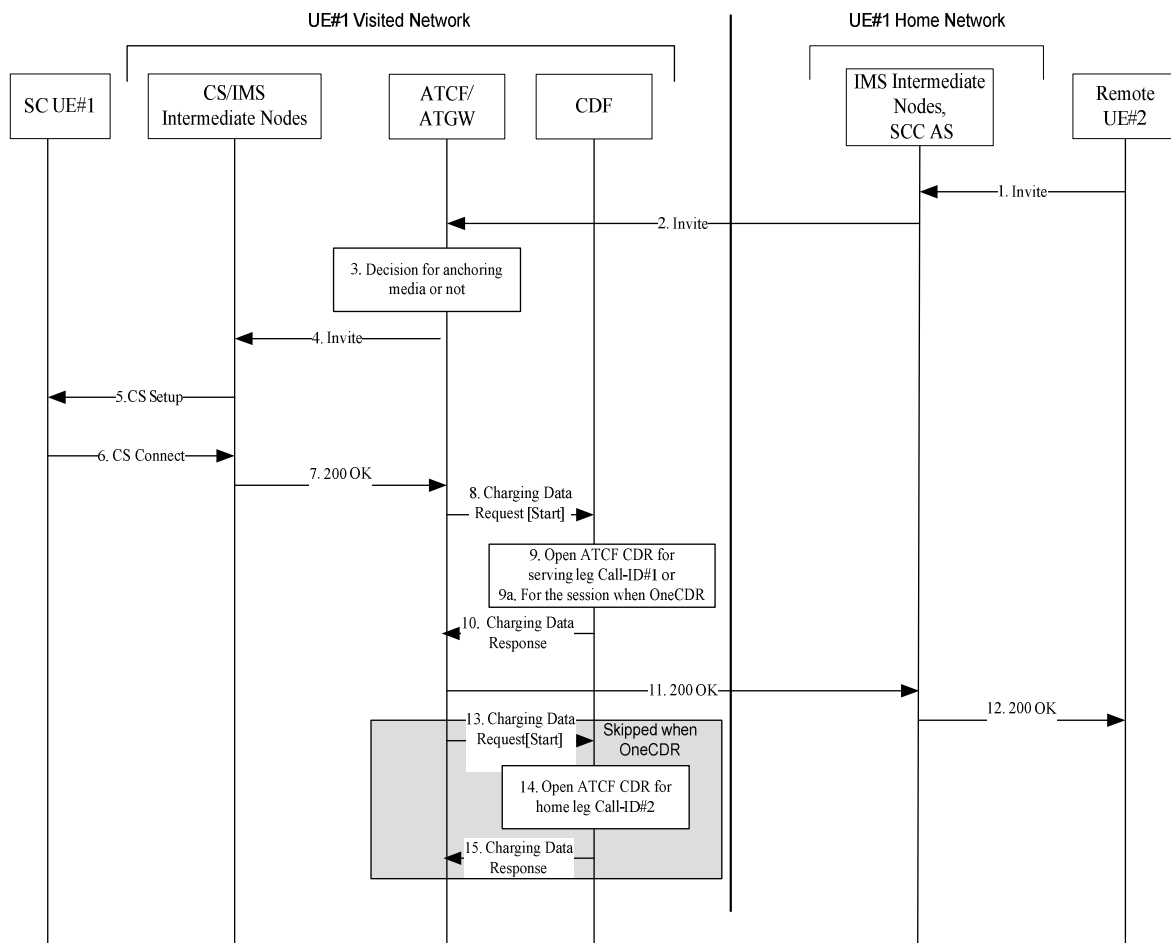 UE#1 Visited Network
UE#1 Home Network
SC UE#1
CS/IMS
Intermediate Nodes
ATCF/
ATGW
CDF
IMS Intermediate
Nodes,
SCC AS
Remote
UE#2
1. Invite
2. Invite
3. Decision for anchoring
media or not
4. Invite
5.CS Setup
6. CS Connect
7. 200 OK
8. Charging Data
Request [Start]
9. Open ATCF CDR for
serving leg Call-ID#1 or
9a. For the session when OneCDR
10. Charging Data
Response
11. 200 OK
12. 200 OK
13. Charging Data
Request[Start]
Skipped when
OneCDR
14. Open ATCF CDR for
home leg Call-ID#2
15. Charging Data
Response